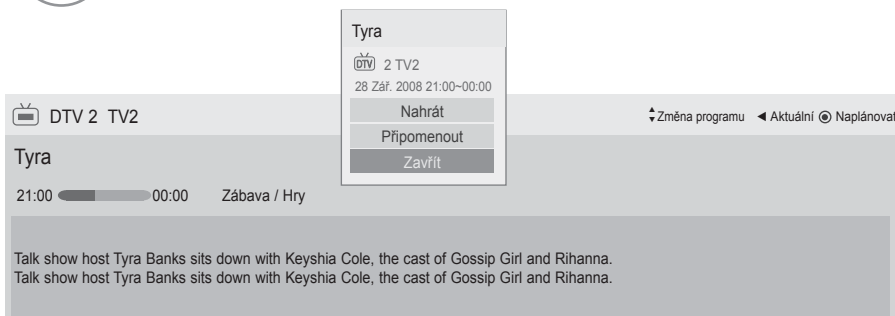 Tyra
DTV 2 TV2
28 Zář. 2008 21:00~00:00
Nahrát
Připomenout
Zavřít
DTV 2 TV2
Změna programu ◄ Aktuální ◉ Naplánovat
Tyra
21:00 00:00 Zábava / Hry
Talk show host Tyra Banks sits down with Keyshia Cole, the cast of Gossip Girl and Rihanna.
Talk show host Tyra Banks sits down with Keyshia Cole, the cast of Gossip Girl and Rihanna.